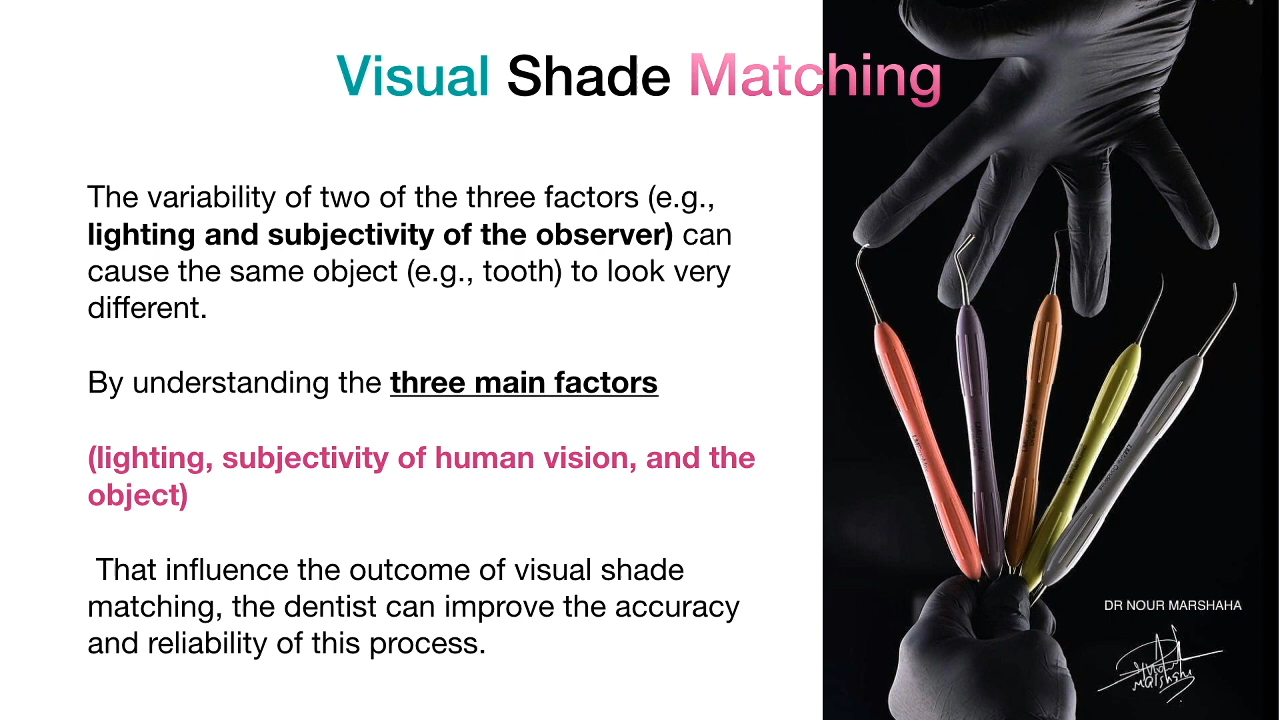 Visual Shade Matching
The variability of two of the three factors (e.g.,
lighting and subjectivity of the observer) can
cause the same object (e.g., tooth) to look very
different.
By understanding the three main factors
(lighting, subjectivity of human vision, and the
object)
That influence the outcome of visual shade
matching, the dentist can improve the accuracy
and reliability of this process.
DR NOUR MARSHAHA